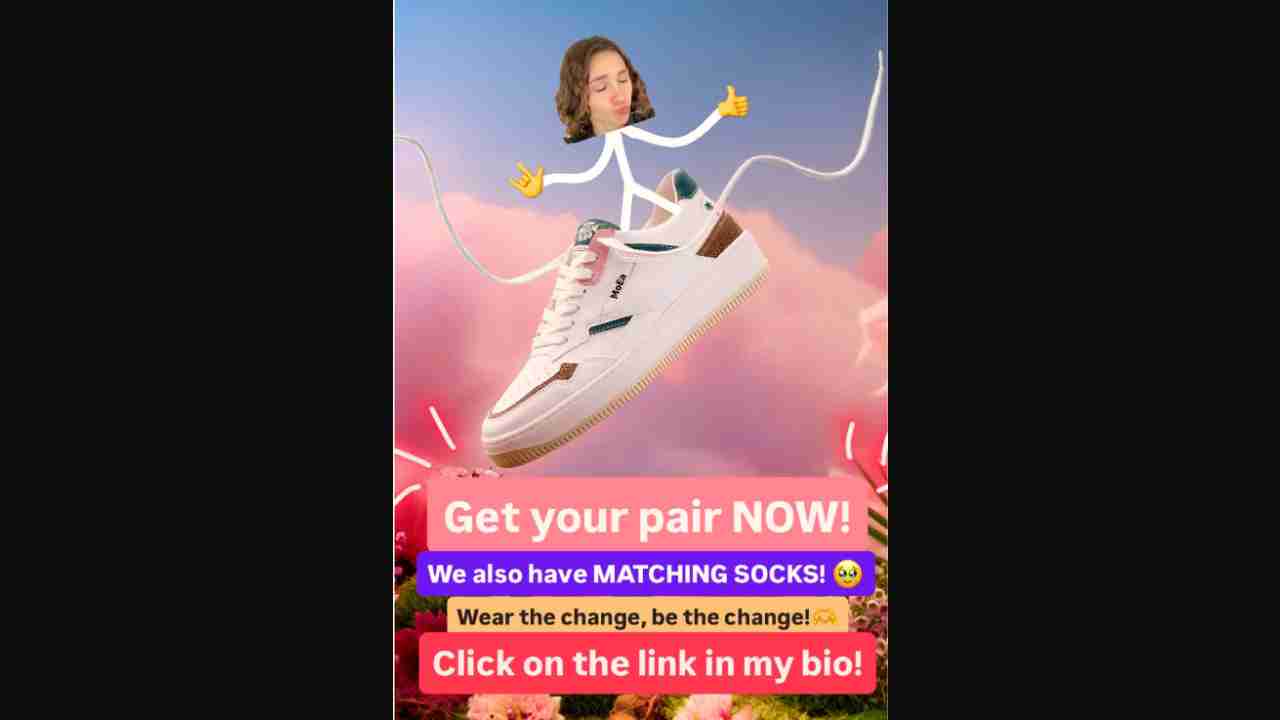 MoEa
Get your pair NOW!
We also have MATCHING SOCKS! 🥹
Wear the change, be the change!🫶
Click on the link in my bio!